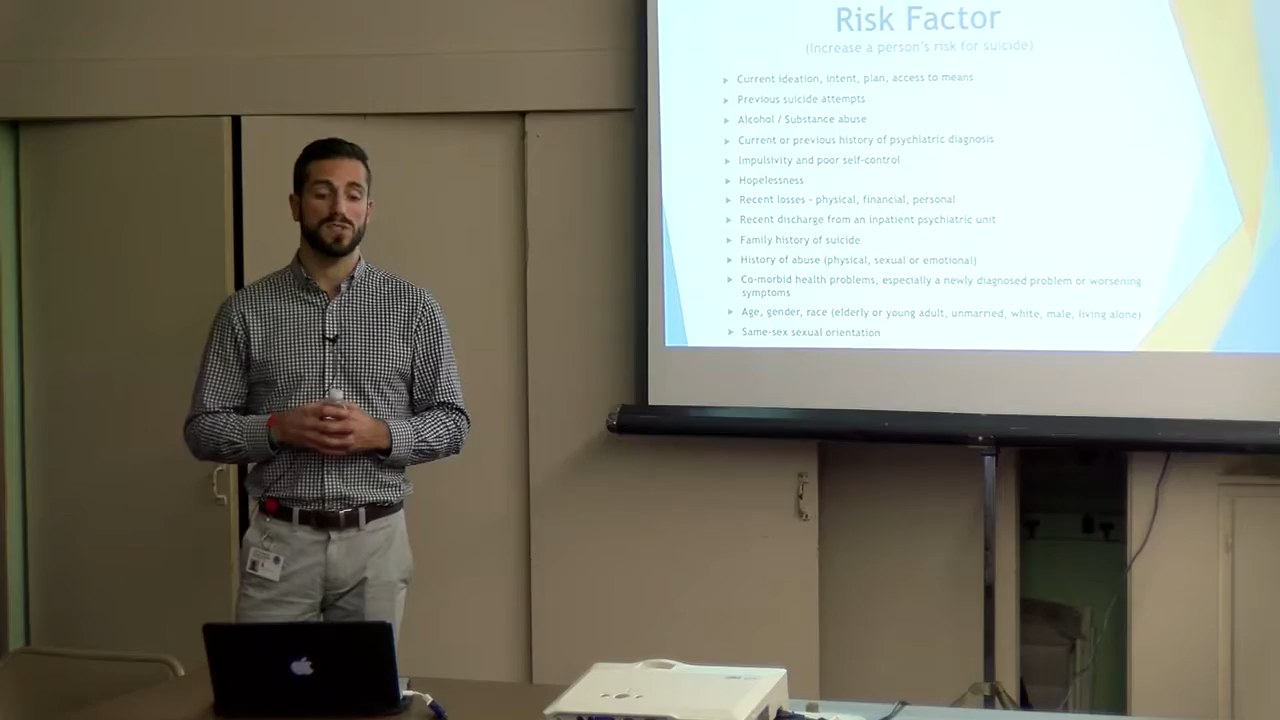 Risk Factor
(Increase a person's risk for suicide)
Current ideation, intent, plan, access to means
Previous suicide attempts
Alcohol / Substance abuse
Current or previous history of psychiatric diagnosis
Impulsivity and poor self-control
Hopelessness
Recent losses – physical, financial, personal
Recent discharge from an inpatient psychiatric unit
Family history of suicide
History of abuse (physical, sexual or emotional)
Co-morbid health problems, especially a newly diagnosed problem or worsening
symptoms
Age, gender, race (elderly or young adult, unmarried, white, male, living alone)
Same-sex sexual orientation